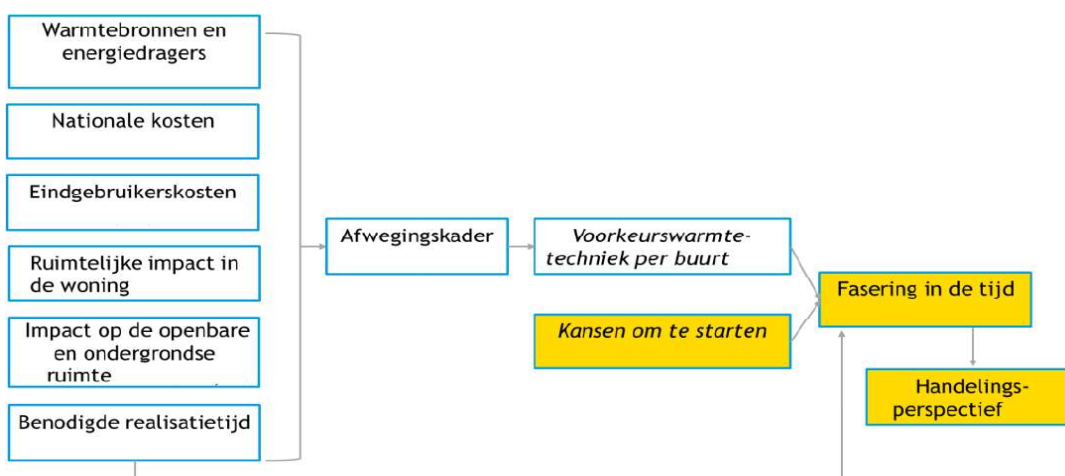 Warmtebronnen en
energiedragers
Nationale kosten
Eindgebruikerskosten
Ruimtelijke impact in
de woning
Impact op de openbare
en ondergrondse
ruimte
Benodigde realisatietijd
Afwegingskader
Voorkeurswarmte-
techniek per buurt
Kansen om te starten
Fasering in de tijd
Handelings-
perspectief